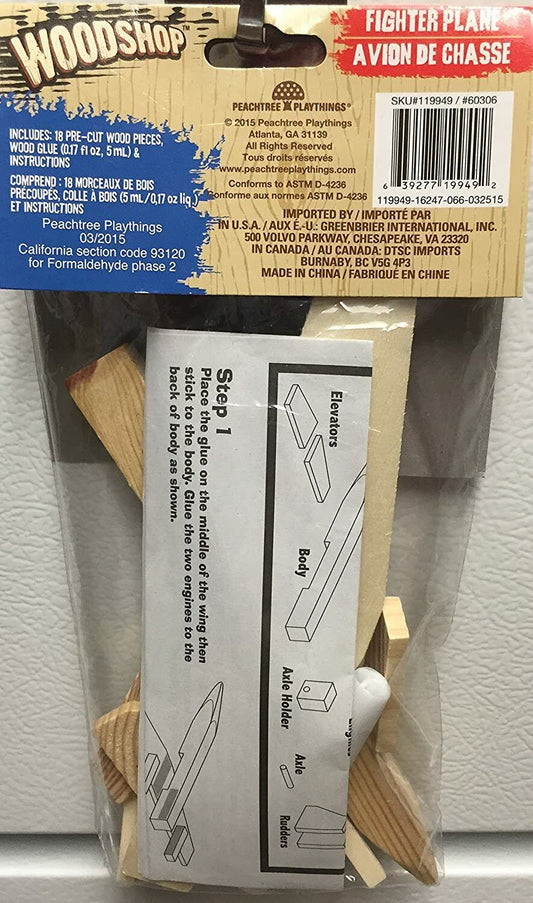 WOODSHOP™
FIGHTER PLANE
AVION DE CHASSE
PEACHTREE PLAYTHINGS®
© 2015 Peachtree Playthings
Atlanta, GA 31139
All Rights Reserved
Tous droits réservés
www.peachtreeplaythings.com
Conforms to ASTM D-4236
Conforme aux normes ASTM D-4236
SKU#119949 / #60306
6 39277 19949 2
119949-16247-066-032515
INCLUDES: 18 PRE-CUT WOOD PIECES,
WOOD GLUE (0.17 fl oz, 5 mL) &
INSTRUCTIONS
COMPREND : 18 MORCEAUX DE BOIS
PRÉCOUPÉS, COLLE À BOIS (5 mL/0,17 oz liq.)
ET INSTRUCTIONS
Peachtree Playthings
03/2015
California section code 93120
for Formaldehyde phase 2
IMPORTED BY / IMPORTÉ PAR
IN U.S.A. / AUX É.-U.: GREENBRIER INTERNATIONAL, INC.
500 VOLVO PARKWAY, CHESAPEAKE, VA 23320
IN CANADA / AU CANADA: DTSC IMPORTS
BURNABY, BC V5G 4P3
MADE IN CHINA / FABRIQUÉ EN CHINE
Elevators
Body
Axle Holder
Axle
Rudders
Step 1
Place the glue on the middle of the wing then
stick to the body. Glue the two engines to the
back of body as shown.